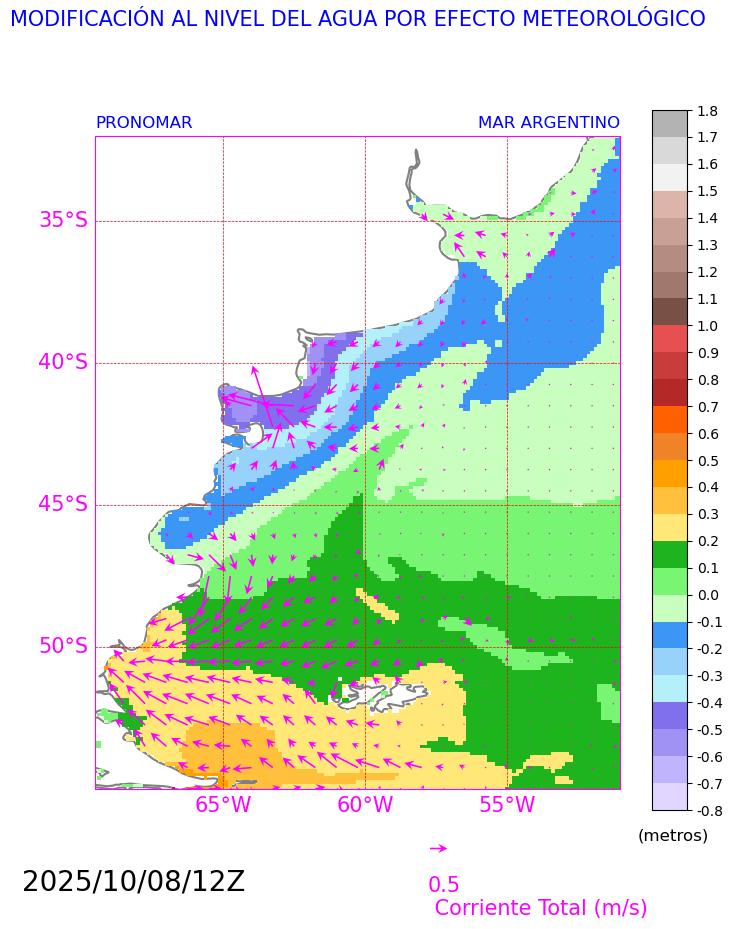 MODIFICACIÓN AL NIVEL DEL AGUA POR EFECTO METEOROLÓGICO
PRONOMAR MAR ARGENTINO
35°S
40°S
45°S
50°S
65°W 60°W 55°W
1.8
1.7
1.6
1.5
1.4
1.3
1.2
1.1
1.0
0.9
0.8
0.7
0.6
0.5
0.4
0.3
0.2
0.1
0.0
-0.1
-0.2
-0.3
-0.4
-0.5
-0.6
-0.7
-0.8
(metros)
2025/10/08/12Z
0.5
Corriente Total (m/s)